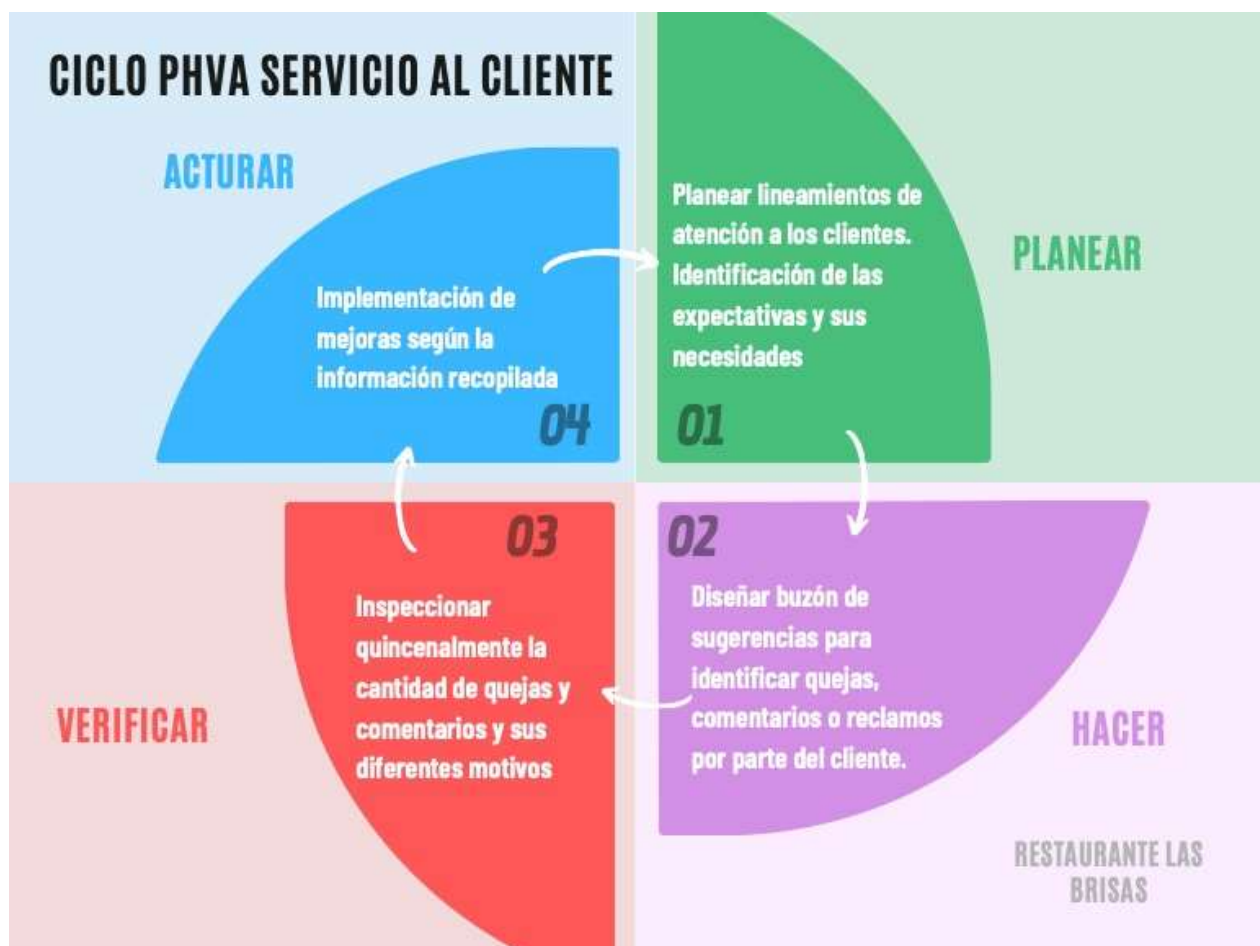 CICLO PHVA SERVICIO AL CLIENTE
ACTURAR
Implementación de
mejoras según la
información recopilada
04
Planear lineamientos de
atención a los clientes.
Identificación de las
expectativas y sus
necesidades
01
PLANEAR
02
Diseñar buzón de
sugerencias para
identificar quejas,
comentarios o reclamos
por parte del cliente.
HACER
03
Inspeccionar
quincenalmente la
cantidad de quejas y
comentarios y sus
diferentes motivos
VERIFICAR
RESTAURANTE LAS
BRISAS